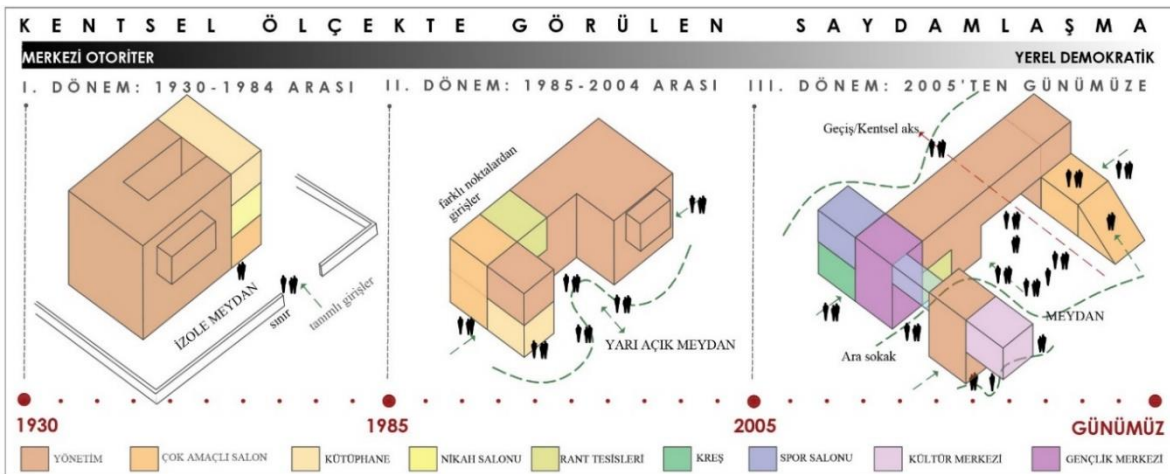 KENTSEL ÖLÇEKTE GÖRÜLEN SAYDAMLAŞMA
MERKEZİ OTORİTER
YEREL DEMOKRATİK
I. DÖNEM: 1930-1984 ARASI
II. DÖNEM: 1985-2004 ARASI
III. DÖNEM: 2005'TEN GÜNÜMÜZE
İZOLE MEYDAN
sınır
tanımlı girişler
farklı noktalardan
girişler
YARI AÇIK MEYDAN
Geçiş/Kentsel aks
MEYDAN
Ara sokak
1930
1985
2005
GÜNÜMÜZ
YÖNETİM
ÇOK AMAÇLI SALON
KÜTÜPHANE
NİKAH SALONU
RANT TESİSLERİ
KREŞ
SPOR SALONU
KÜLTÜR MERKEZİ
GENÇLİK MERKEZİ